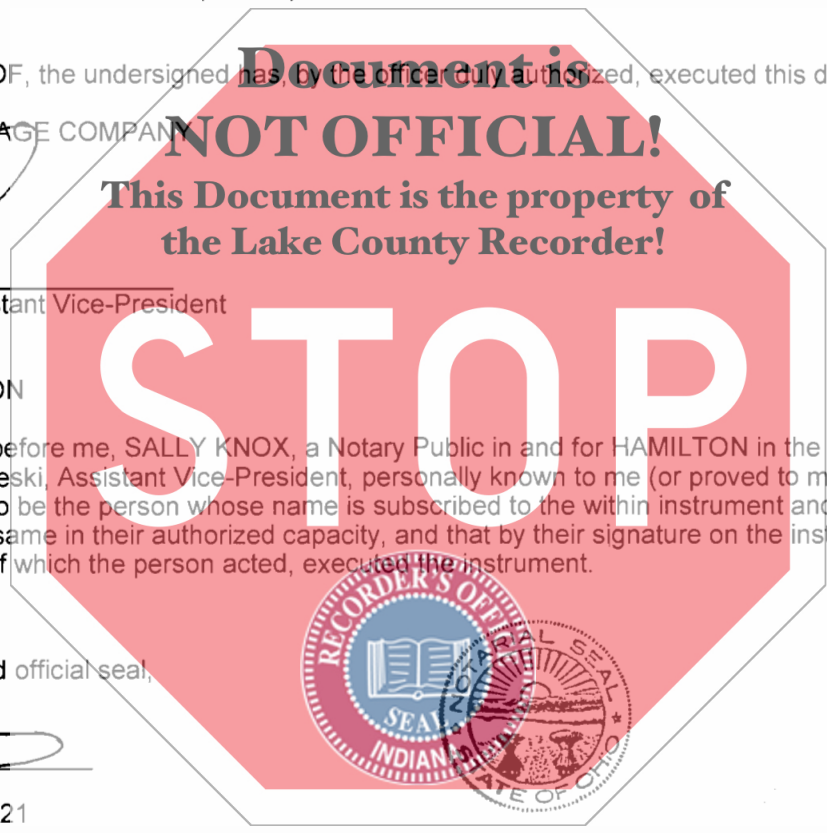 Document is
OF, the undersigned has, by the officer duly authorized, executed this d
AGE COMPANY
NOT OFFICIAL!
This Document is the property of
the Lake County Recorder!
tant Vice-President
STOP
ON
before me, SALLY KNOX, a Notary Public in and for HAMILTON in the
eski, Assistant Vice-President, personally known to me (or proved to m
o be the person whose name is subscribed to the within instrument and
same in their authorized capacity, and that by their signature on the inst
f which the person acted, executed the instrument.
RECORDER'S OFFICE
SEAL
INDIANA
NOTARIAL SEAL
STATE OF OHIO
d official seal,
21